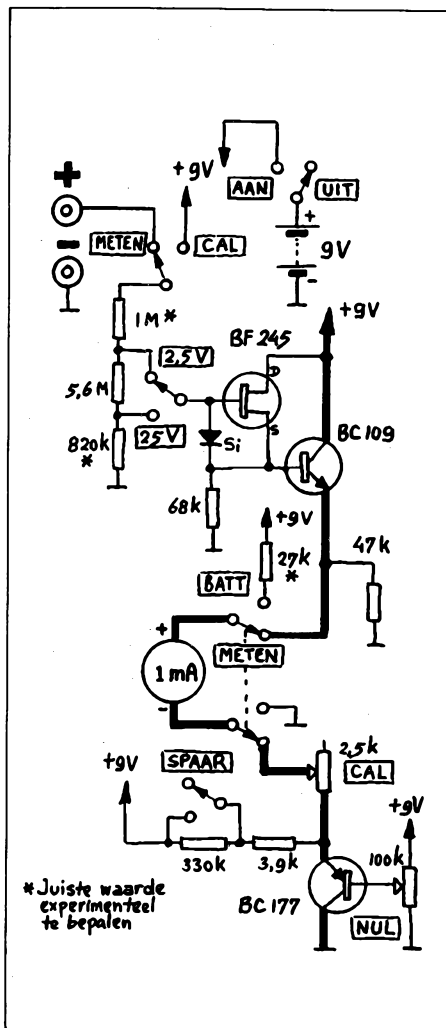 +9V
AAN
UIT
+
METEN
CAL
+
-
9V
-
1M*
+9V
2,5V
BF 245
5,6M
D
BC 109
820k
*
25V
Si
S
68k
+9V
47k
27k
*
BATT
+
METEN
1 mA
-
2,5k
CAL
SPAAR
+9V
+9V
330k
3,9k
100k
* Juiste waarde
experimenteel
te bepalen
BC 177
NUL